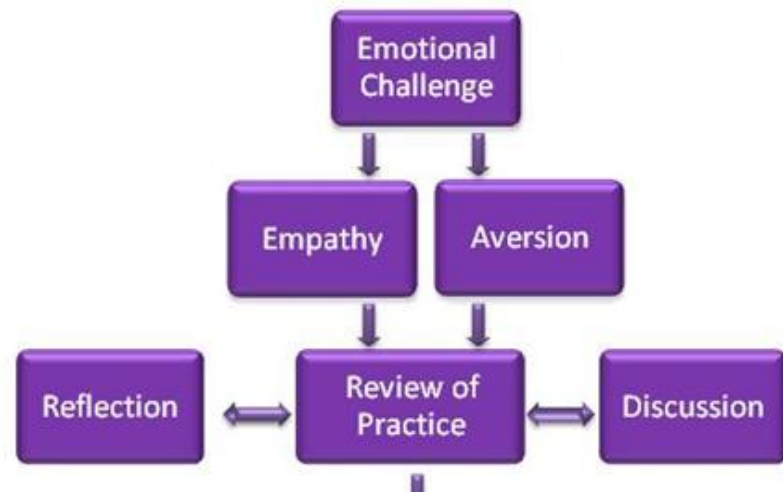 Emotional
Challenge
Empathy
Aversion
Reflection
Review of
Practice
Discussion